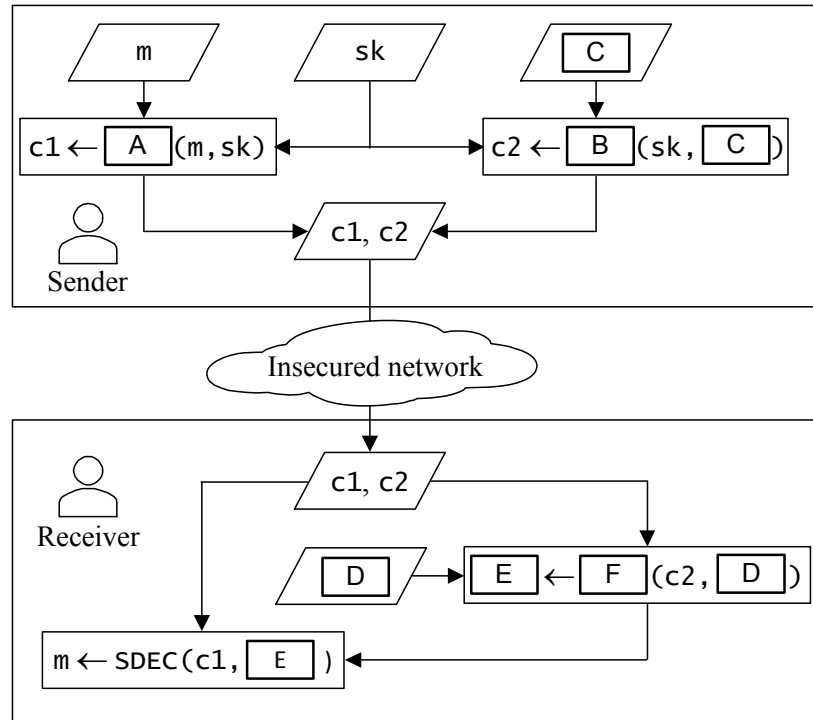 m
sk
C
c1 ← A (m,sk)
c2 ← B (sk, C )
c1, c2
Sender
Insecured network
c1, c2
Receiver
D
E ← F (c2, D )
m ← SDEC(c1, E )